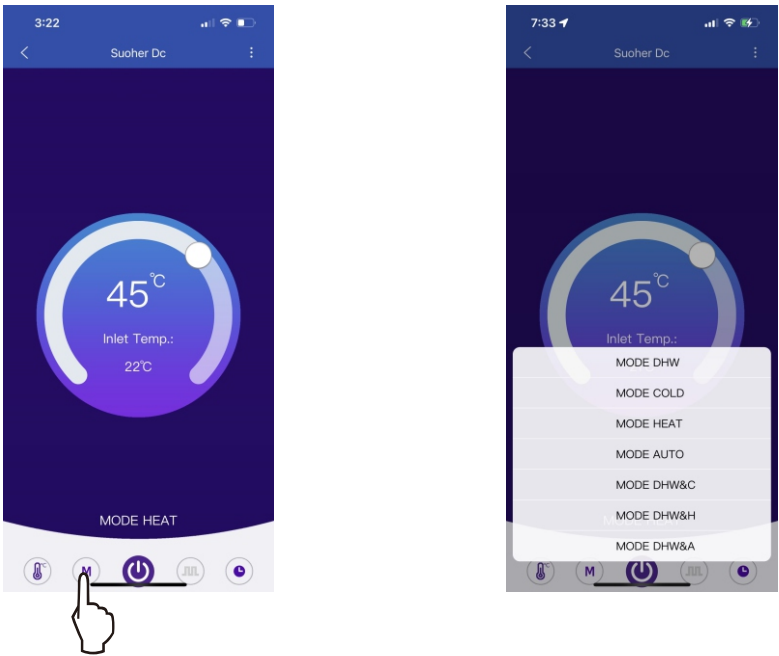 3:22
Suoher Dc
45℃
Inlet Temp.:
22℃
MODE HEAT
℃
M
7:33
Suoher Dc
45℃
Inlet Temp.:
MODE DHW
MODE COLD
MODE HEAT
MODE AUTO
MODE DHW&C
MODE DHW&H
MODE DHW&A
℃
M